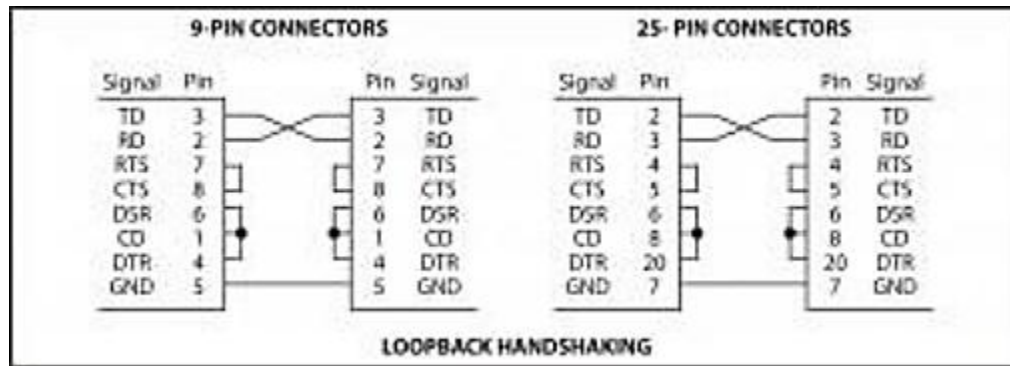 9-PIN CONNECTORS 25- PIN CONNECTORS
Signal Pin Pin Signal Signal Pin Pin Signal
TD 3 3 TD TD 2 2 TD
RD 2 2 RD RD 3 3 RD
RTS 7 7 RTS RTS 4 4 RTS
CTS 8 8 CTS CTS 5 5 CTS
DSR 6 6 DSR DSR 6 6 DSR
CD 1 1 CD CD 8 8 CD
DTR 4 4 DTR DTR 20 20 DTR
GND 5 5 GND GND 7 7 GND
LOOPBACK HANDSHAKING